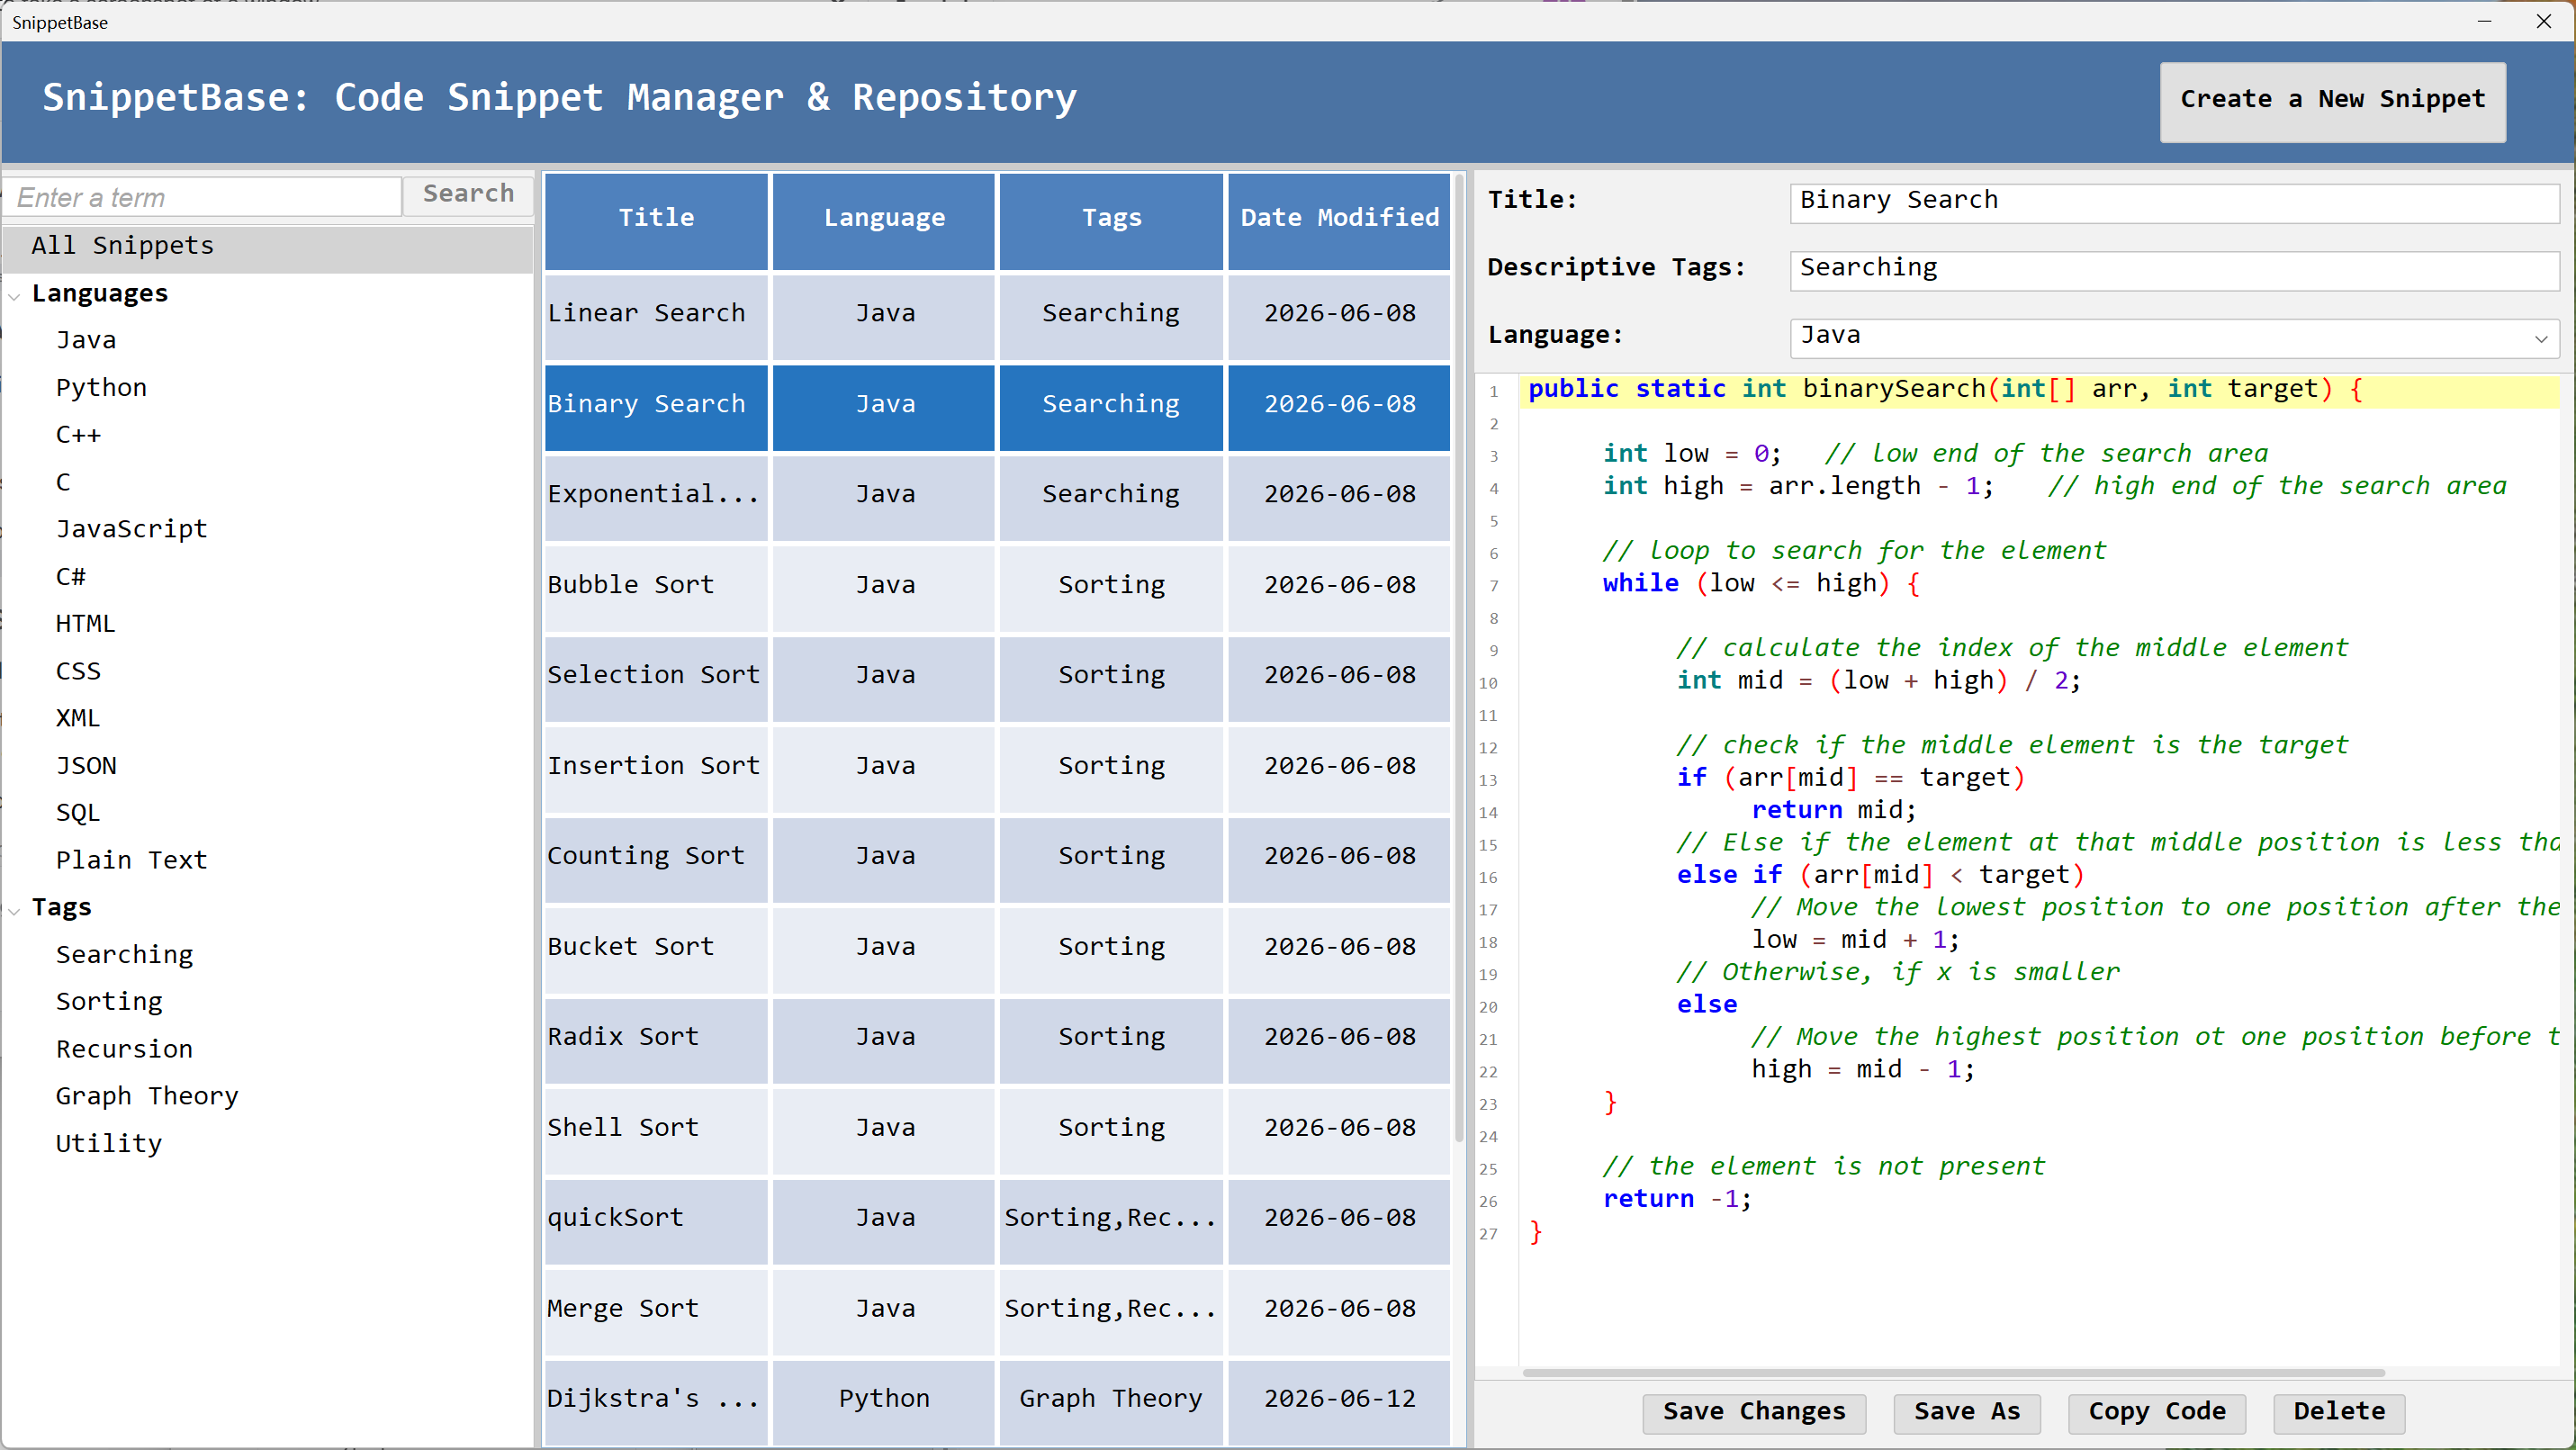 SnippetBase
SnippetBase: Code Snippet Manager & Repository
Create a New Snippet
Enter a term
Search
All Snippets
Languages
Java
Python
C++
C
JavaScript
C#
HTML
CSS
XML
JSON
SQL
Plain Text
Tags
Searching
Sorting
Recursion
Graph Theory
Utility
Title Language Tags Date Modified
Linear Search Java Searching 2026-06-08
Binary Search Java Searching 2026-06-08
Exponential... Java Searching 2026-06-08
Bubble Sort Java Sorting 2026-06-08
Selection Sort Java Sorting 2026-06-08
Insertion Sort Java Sorting 2026-06-08
Counting Sort Java Sorting 2026-06-08
Bucket Sort Java Sorting 2026-06-08
Radix Sort Java Sorting 2026-06-08
Shell Sort Java Sorting 2026-06-08
quickSort Java Sorting,Rec... 2026-06-08
Merge Sort Java Sorting,Rec... 2026-06-08
Dijkstra's ... Python Graph Theory 2026-06-12
Title: Binary Search
Descriptive Tags: Searching
Language: Java
1 public static int binarySearch(int[] arr, int target) {
2
3 int low = 0; // low end of the search area
4 int high = arr.length - 1; // high end of the search area
5
6 // loop to search for the element
7 while (low <= high) {
8
9 // calculate the index of the middle element
10 int mid = (low + high) / 2;
11
12 // check if the middle element is the target
13 if (arr[mid] == target)
14 return mid;
15 // Else if the element at that middle position is less tha
16 else if (arr[mid] < target)
17 // Move the lowest position to one position after the
18 low = mid + 1;
19 // Otherwise, if x is smaller
20 else
21 // Move the highest position ot one position before t
22 high = mid - 1;
23 }
24
25 // the element is not present
26 return -1;
27 }
Save Changes
Save As
Copy Code
Delete